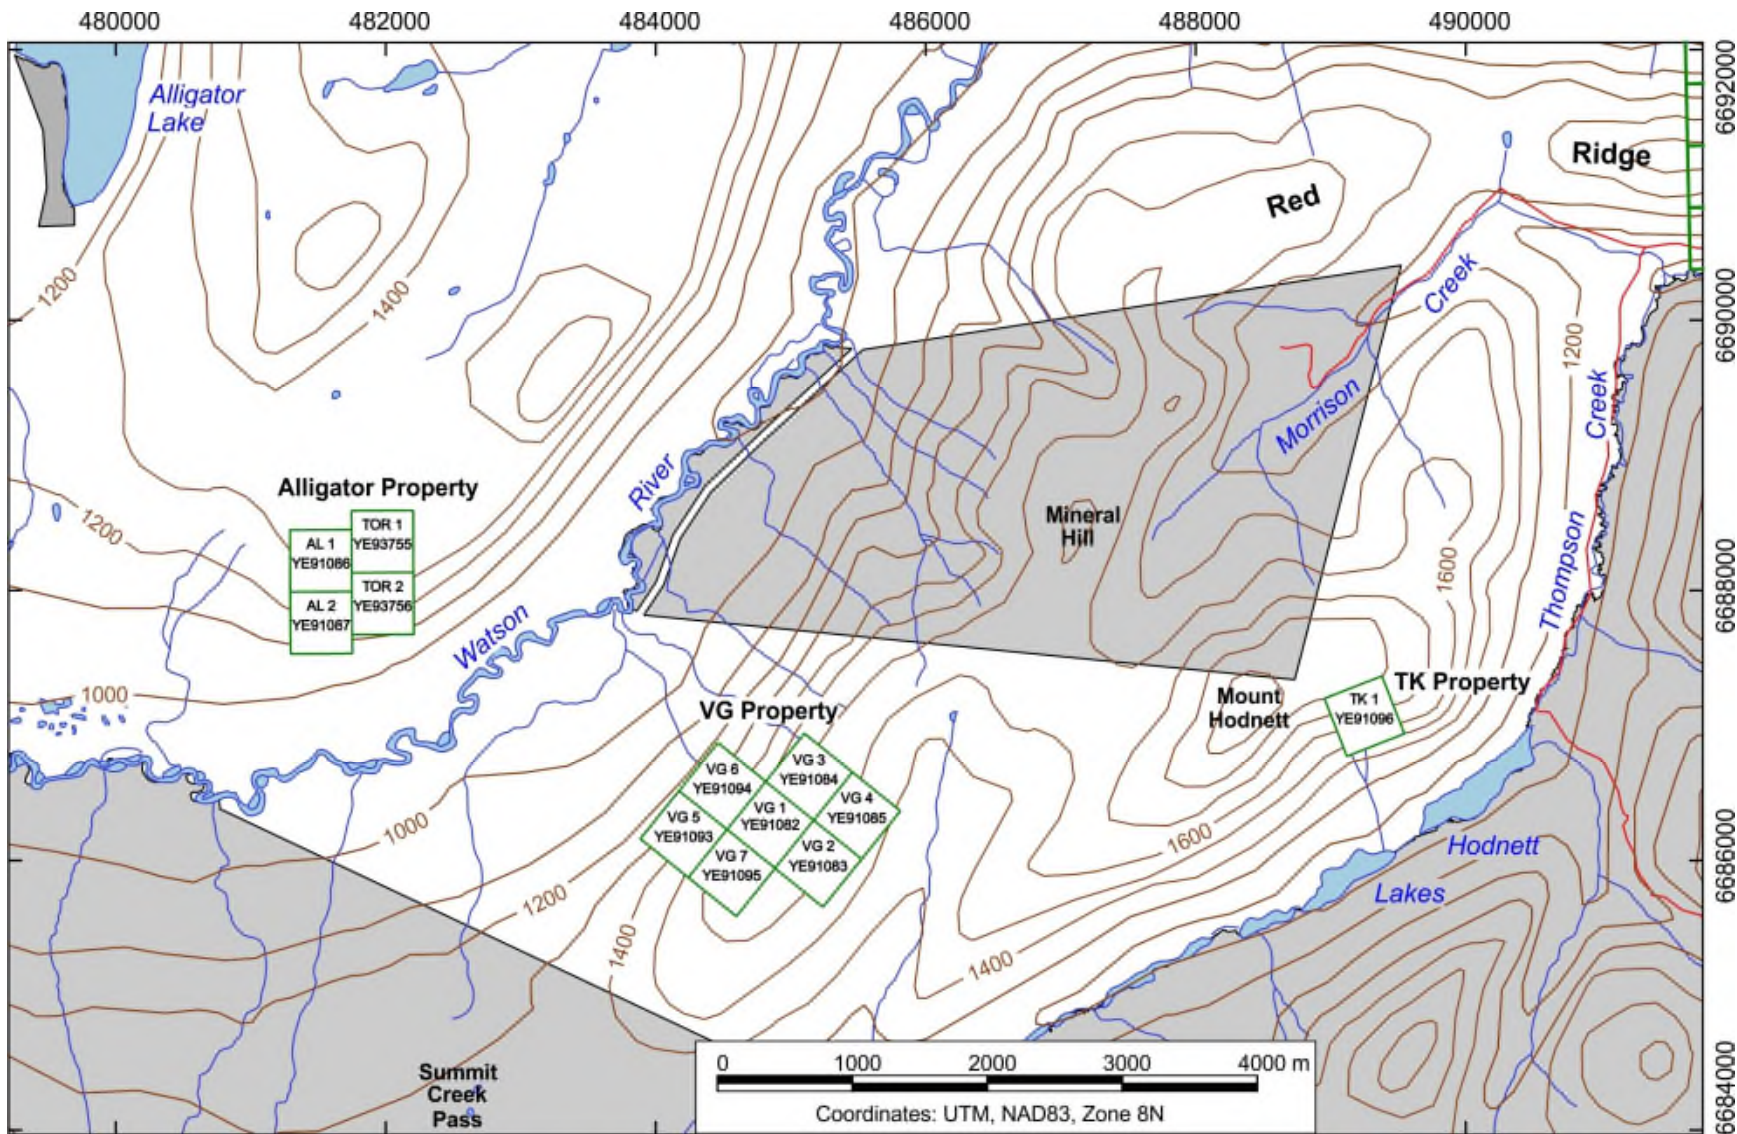 480000
482000
484000
486000
488000
490000
6692000
Alligator
Lake
Ridge
Red
1200
1400
6690000
Creek
1200
Creek
Morrison
Alligator Property
River
1200
TOR 1
YE93755
AL 1
YE91086
Mineral
Hill
Thompson
1600
6688000
TOR 2
YE93756
AL 2
YE91087
Watson
1000
TK Property
Mount
Hodnett
TK 1
YE91096
VG Property
VG 3
YE91084
VG 6
YE91094
VG 4
YE91085
VG 1
YE91082
VG 5
YE91093
VG 2
YE91083
VG 7
YE91095
1000
1600
Hodnett
Lakes
6686000
1200
1400
1400
Summit
Creek
Pass
0 1000 2000 3000 4000 m
Coordinates: UTM, NAD83, Zone 8N
6684000